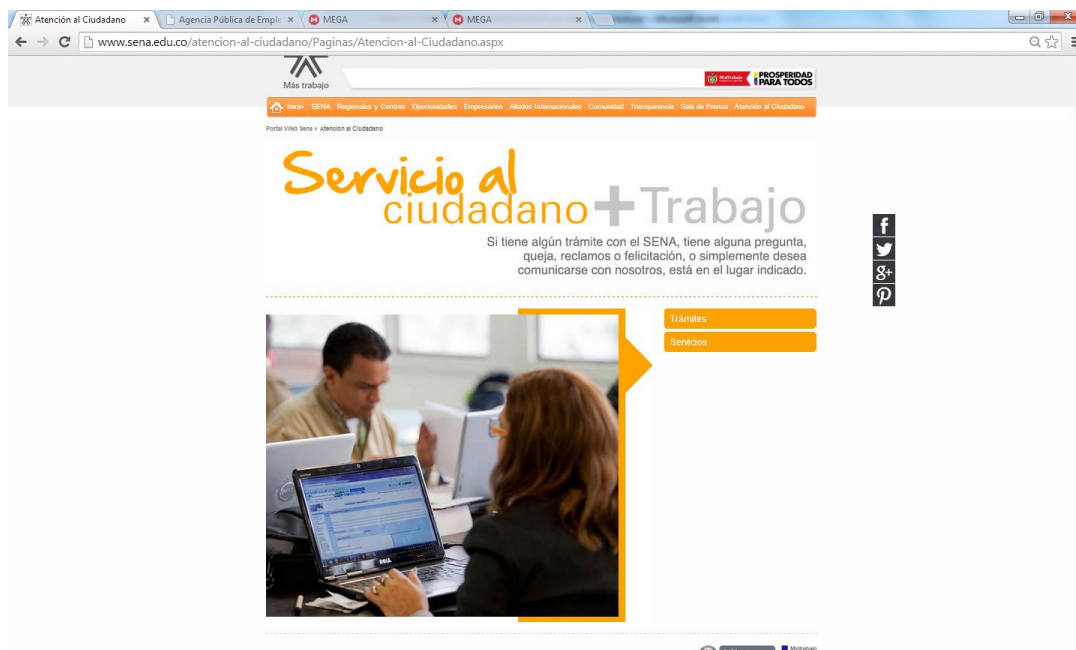 Atención al Ciudadano
Agencia Pública de Emple
MEGA
MEGA
www.sena.edu.co/atencion-al-ciudadano/Paginas/Atencion-al-Ciudadano.aspx
Más trabajo
MinTrabajo
PROSPERIDAD
PARA TODOS
Inicio SENA Regionales y Centros Oportunidades Empresarios Aliados Internacionales Comunidad Transparencia Sala de Prensa Atención al Ciudadano
Portal Web Sena Atención al Ciudadano
Servicio al
ciudadano + Trabajo
Si tiene algún trámite con el SENA, tiene alguna pregunta,
queja, reclamos o felicitación, o simplemente desea
comunicarse con nosotros, está en el lugar indicado.
f
8+
Trámites
Servicios
DELL
Mintrabajo